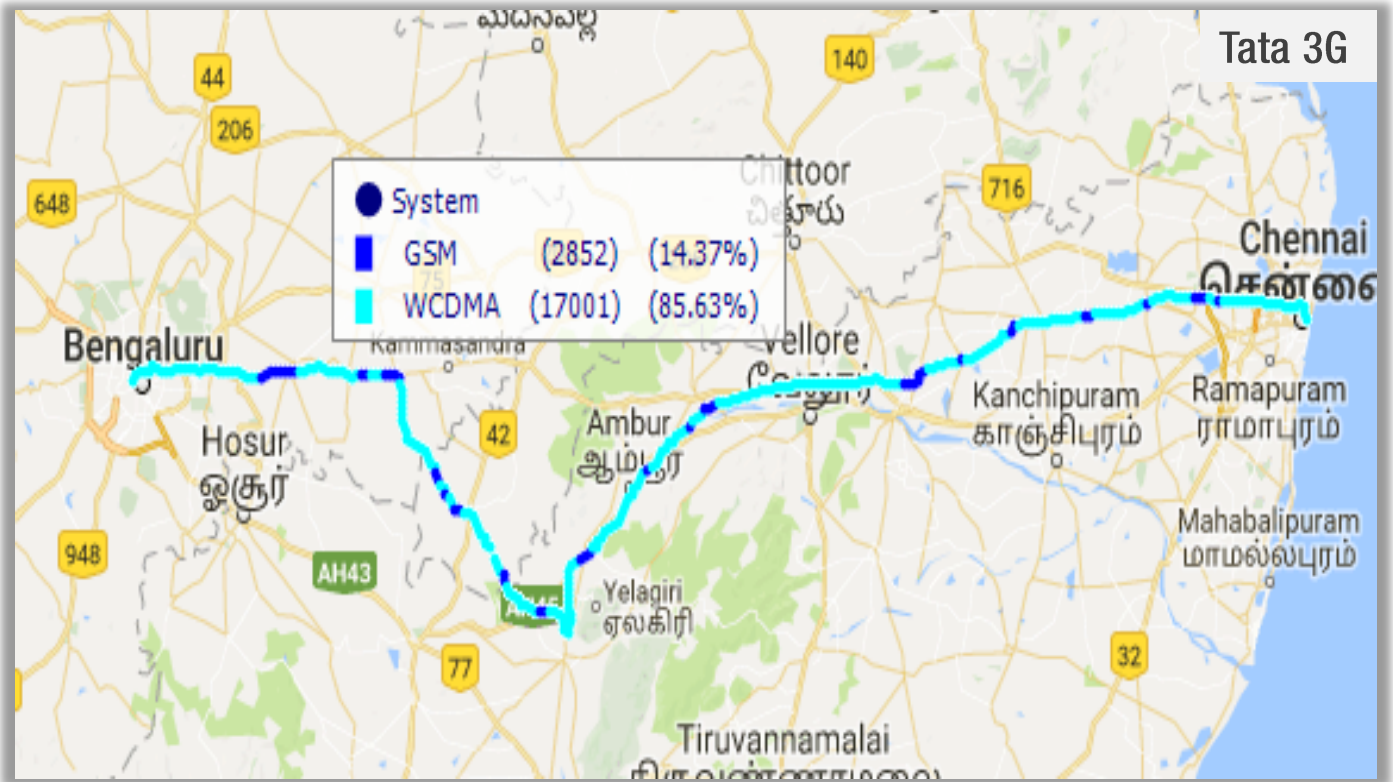 Tata 3G
140
44
206
648
716
Chittoor
System
GSM (2852) (14.37%)
WCDMA (17001) (85.63%)
75
Chennai
Bengaluru
Kammasandra
Vellore
Kanchipuram
காஞ்சிபுரம்
Ramapuram
ராமாபுரம்
Ambur
ஆம்பூர்
42
Hosur
ஓசூர்
Mahabalipuram
மாமல்லபுரம்
948
AH43
Yelagiri
ஏலகிரி
77
32
Tiruvannamalai